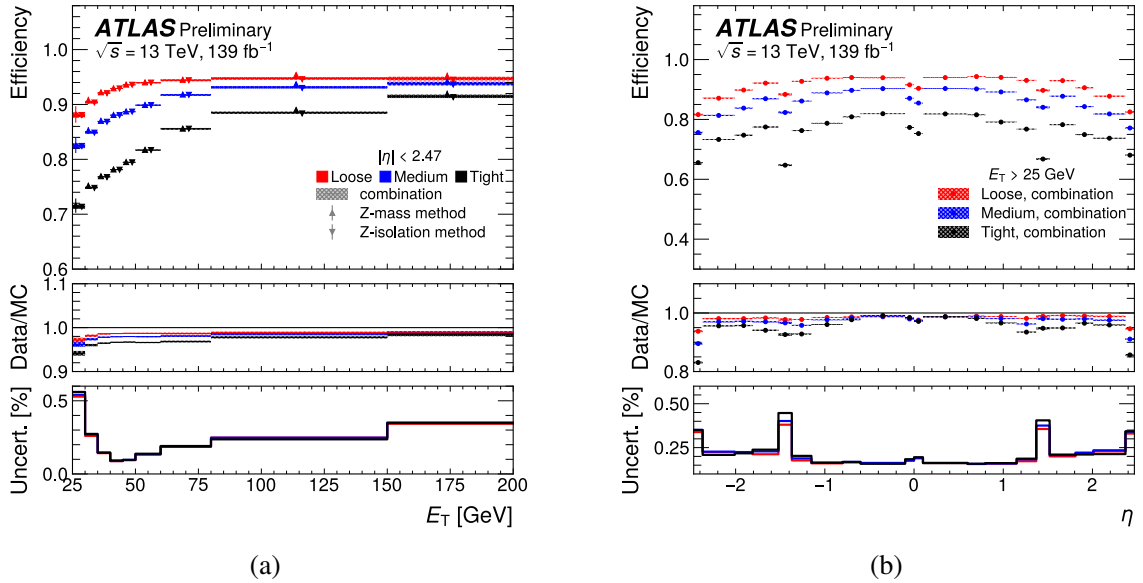 ATLAS Preliminary
√s = 13 TeV, 139 fb⁻¹
Efficiency
1.0
0.9
0.8
0.7
0.6
|η| < 2.47
Loose Medium Tight
combination
Z-mass method
Z-isolation method
Data/MC
1.1
1.0
0.9
Uncert. [%]
0.5
0.0
25 50 75 100 125 150 175 200
E_T [GeV]
(a)
ATLAS Preliminary
√s = 13 TeV, 139 fb⁻¹
Efficiency
1.0
0.8
0.6
0.4
E_T > 25 GeV
Loose, combination
Medium, combination
Tight, combination
Data/MC
1.0
0.8
Uncert. [%]
0.50
0.25
−2 −1 0 1 2
η
(b)